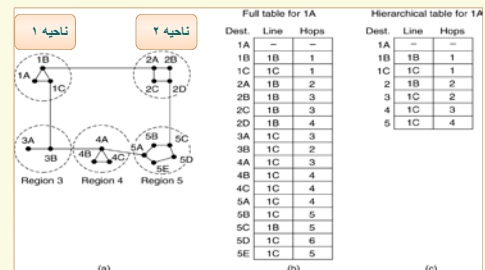 ناحیه ۱
ناحیه ۲
1B
1A
1C
2A 2B
2C 2D
3A
3B
4A
4B 4C
5A
5B
5C
5D
5E
Region 3 Region 4 Region 5
(a)
Full table for 1A
Dest. Line Hops
1A – –
1B 1B 1
1C 1C 1
2A 1B 2
2B 1B 3
2C 1B 3
2D 1B 4
3A 1C 3
3B 1C 2
4A 1C 3
4B 1C 4
4C 1C 4
5A 1C 4
5B 1C 5
5C 1B 5
5D 1C 6
5E 1C 5
(b)
Hierarchical table for 1A
Dest. Line Hops
1A – –
1B 1B 1
1C 1C 1
2 1B 2
3 1C 2
4 1C 3
5 1C 4
(c)